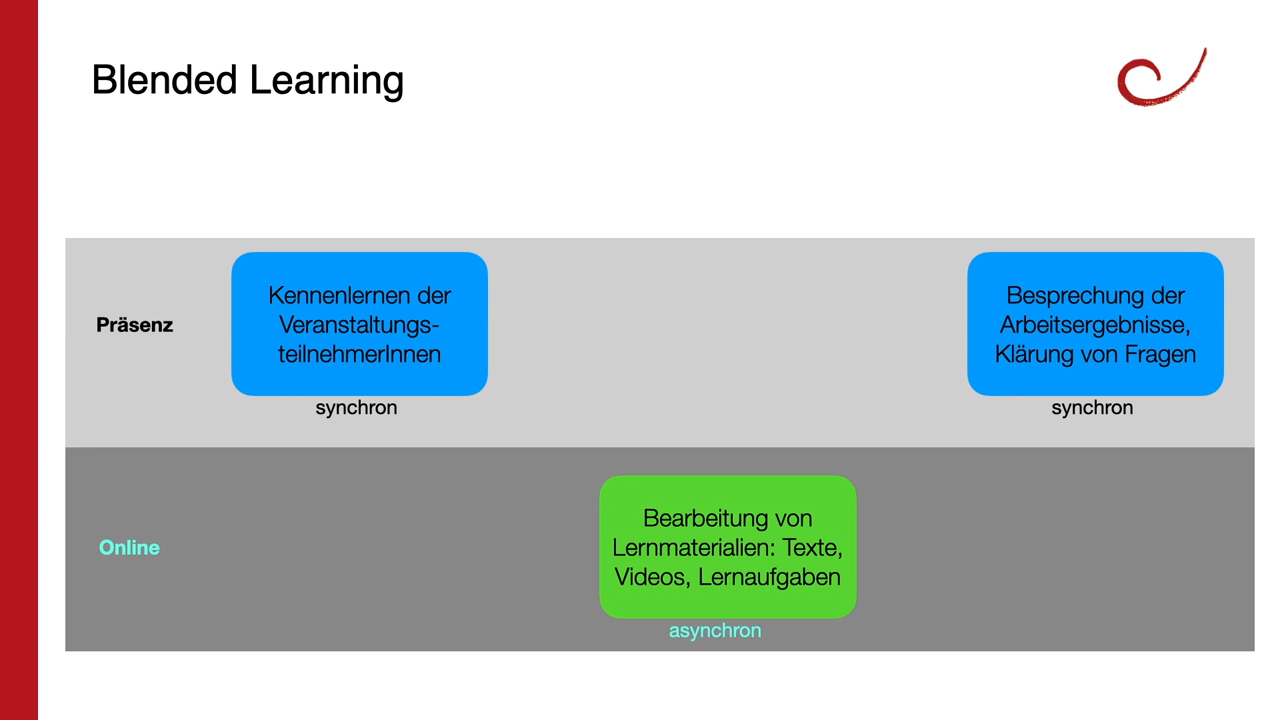 Blended Learning
Präsenz
Kennenlernen der
Veranstaltungs-
teilnehmerInnen
synchron
Besprechung der
Arbeitsergebnisse,
Klärung von Fragen
synchron
Online
Bearbeitung von
Lernmaterialien: Texte,
Videos, Lernaufgaben
asynchron